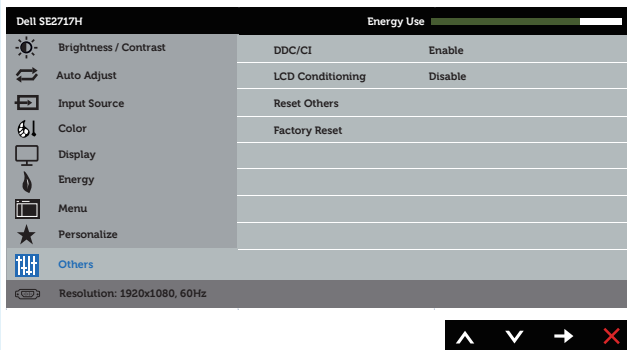 Dell SE2717H Energy Use
Brightness / Contrast
Auto Adjust
Input Source
Color
Display
Energy
Menu
Personalize
Others
DDC/CI Enable
LCD Conditioning Disable
Reset Others
Factory Reset
Resolution: 1920x1080, 60Hz